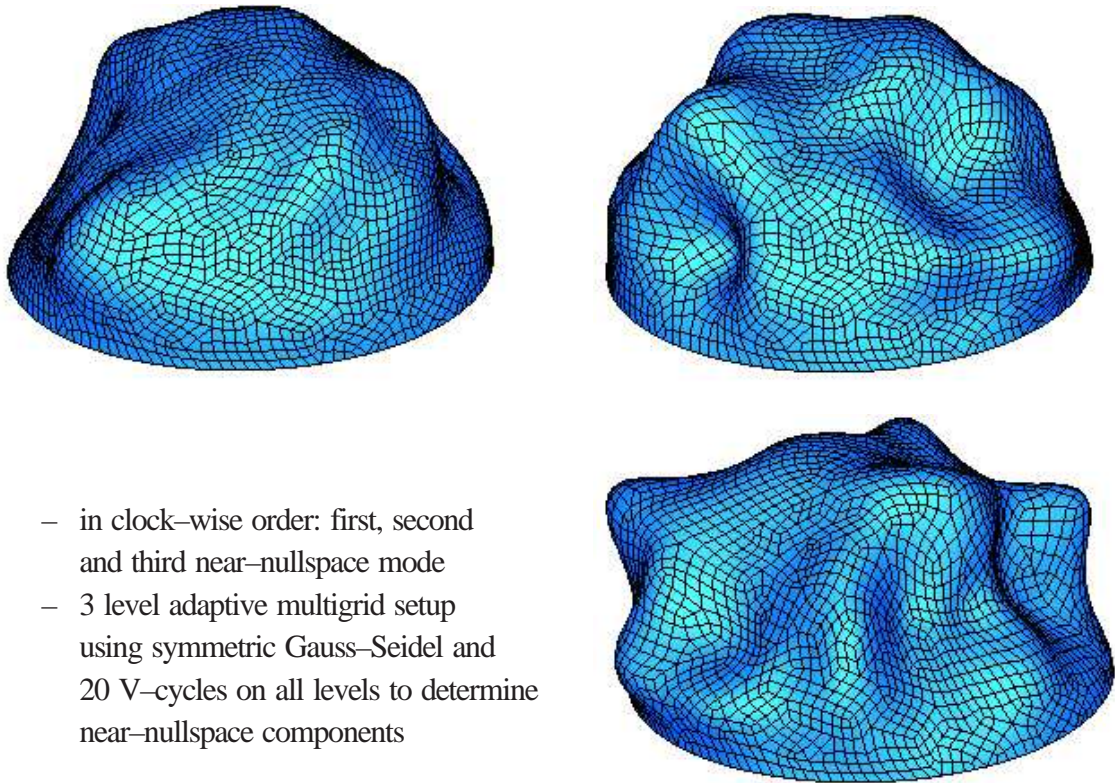 – in clock–wise order: first, second
and third near–nullspace mode
– 3 level adaptive multigrid setup
using symmetric Gauss–Seidel and
20 V–cycles on all levels to determine
near–nullspace components